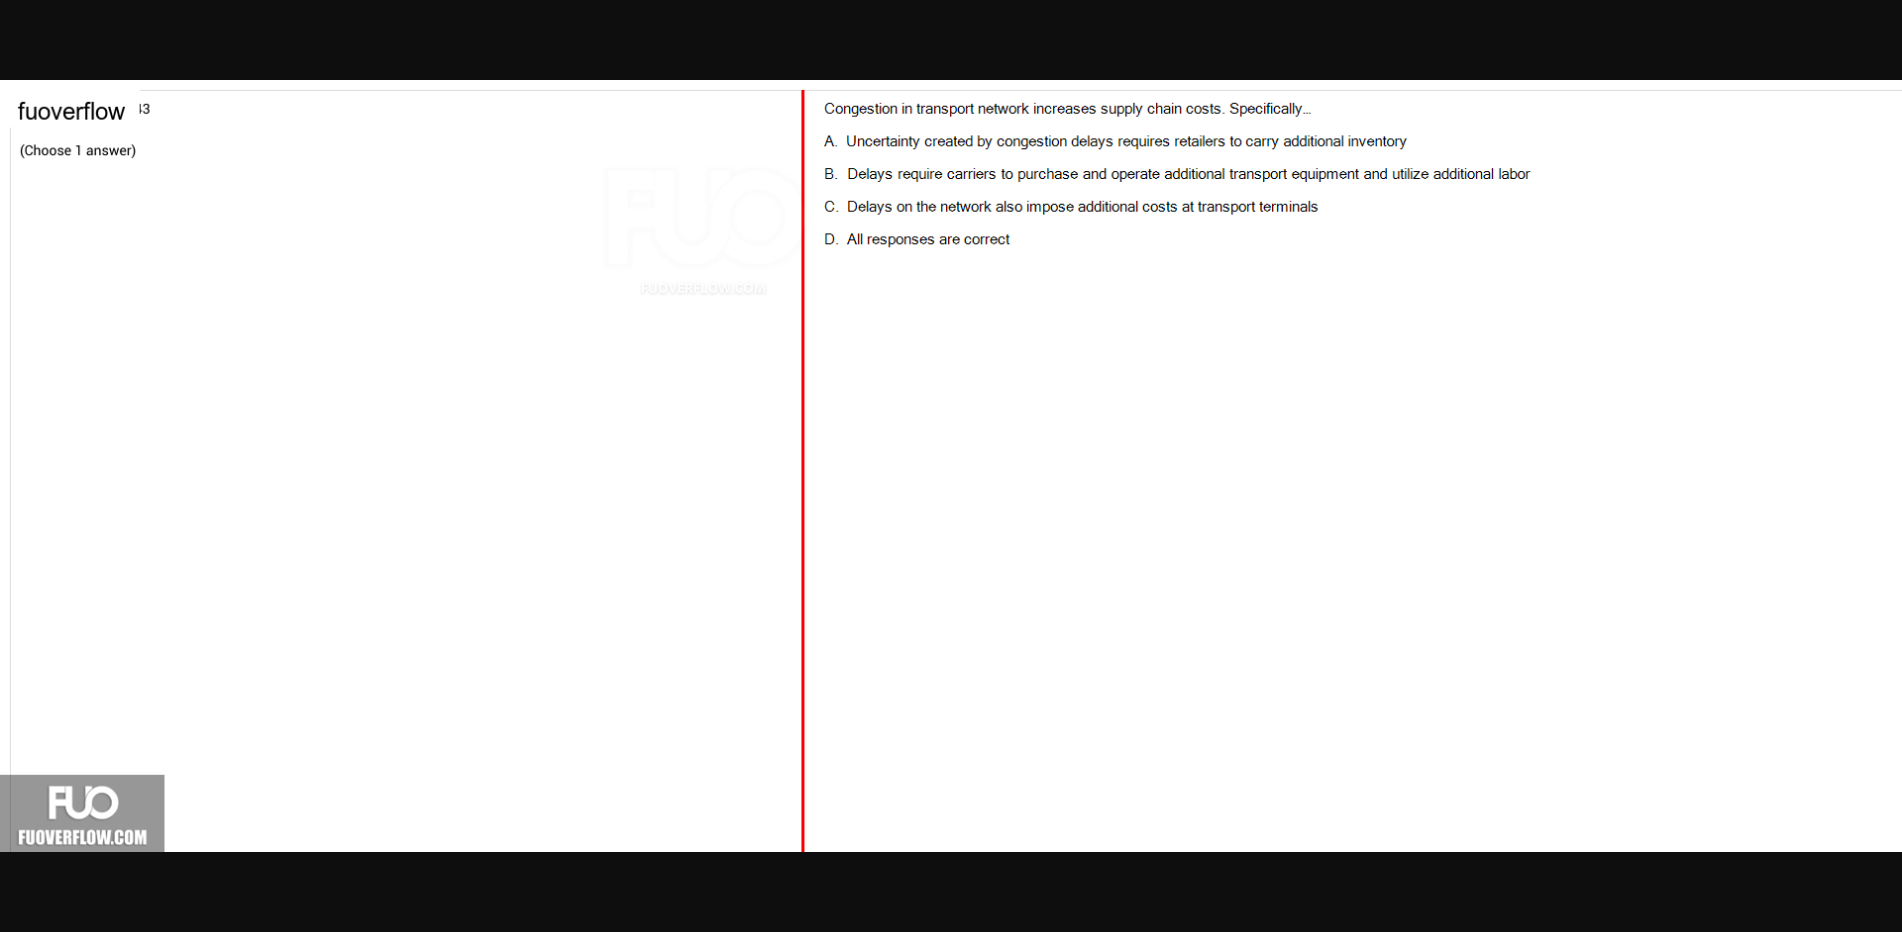 fuoverflow 43
(Choose 1 answer)
FUO
FUOVERFLOW.COM
Congestion in transport network increases supply chain costs. Specifically...
A. Uncertainty created by congestion delays requires retailers to carry additional inventory
B. Delays require carriers to purchase and operate additional transport equipment and utilize additional labor
C. Delays on the network also impose additional costs at transport terminals
D. All responses are correct
FUO
FUOVERFLOW.COM